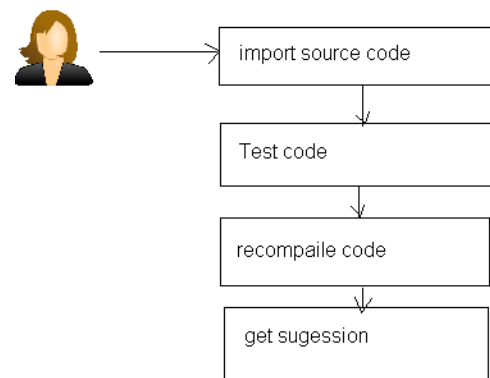 import source code
Test code
recompaile code
get sugession